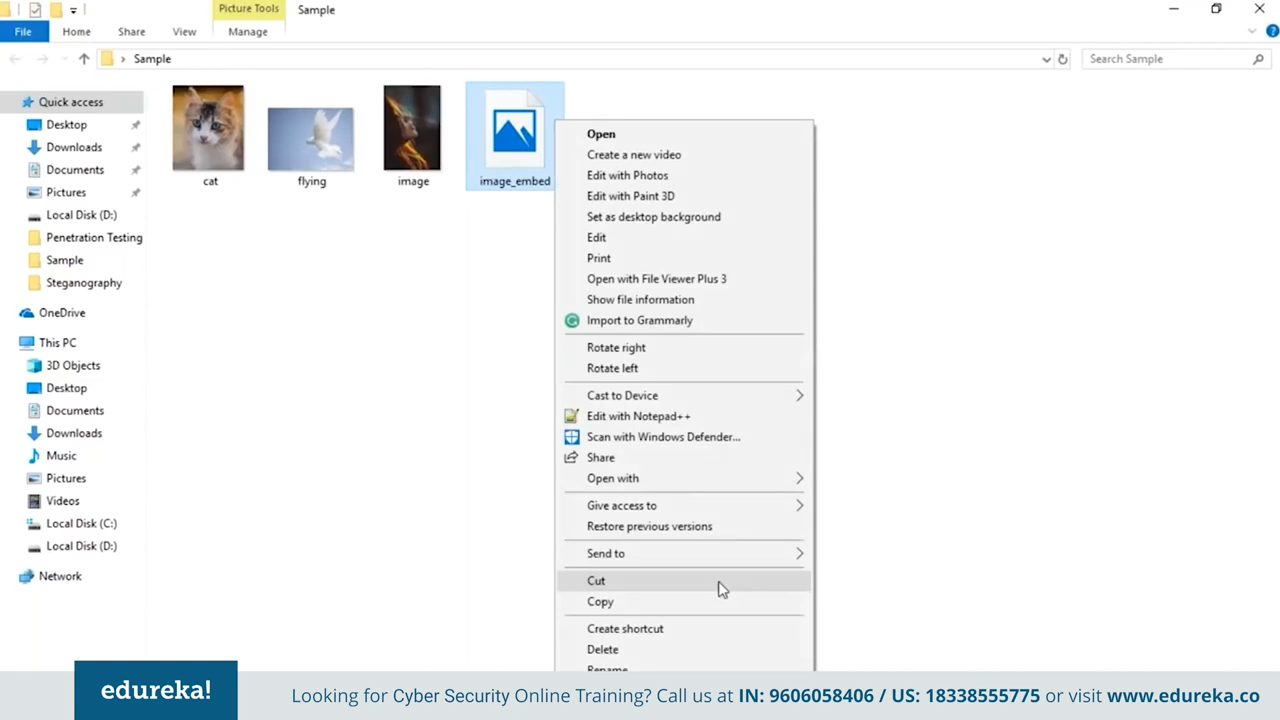 Picture Tools
Sample
File
Home
Share
View
Manage
Sample
Search Sample
Quick access
Desktop
Downloads
Documents
Pictures
Local Disk (D:)
Penetration Testing
Sample
Steganography
OneDrive
This PC
3D Objects
Desktop
Documents
Downloads
Music
Pictures
Videos
Local Disk (C:)
Local Disk (D:)
Network
cat
flying
image
image_embed
Open
Create a new video
Edit with Photos
Edit with Paint 3D
Set as desktop background
Edit
Print
Open with File Viewer Plus 3
Show file information
Import to Grammarly
Rotate right
Rotate left
Cast to Device
Edit with Notepad++
Scan with Windows Defender...
Share
Open with
Give access to
Restore previous versions
Send to
Cut
Copy
Create shortcut
Delete
Rename
edureka!
Looking for Cyber Security Online Training? Call us at IN: 9606058406 / US: 18338555775 or visit www.edureka.co